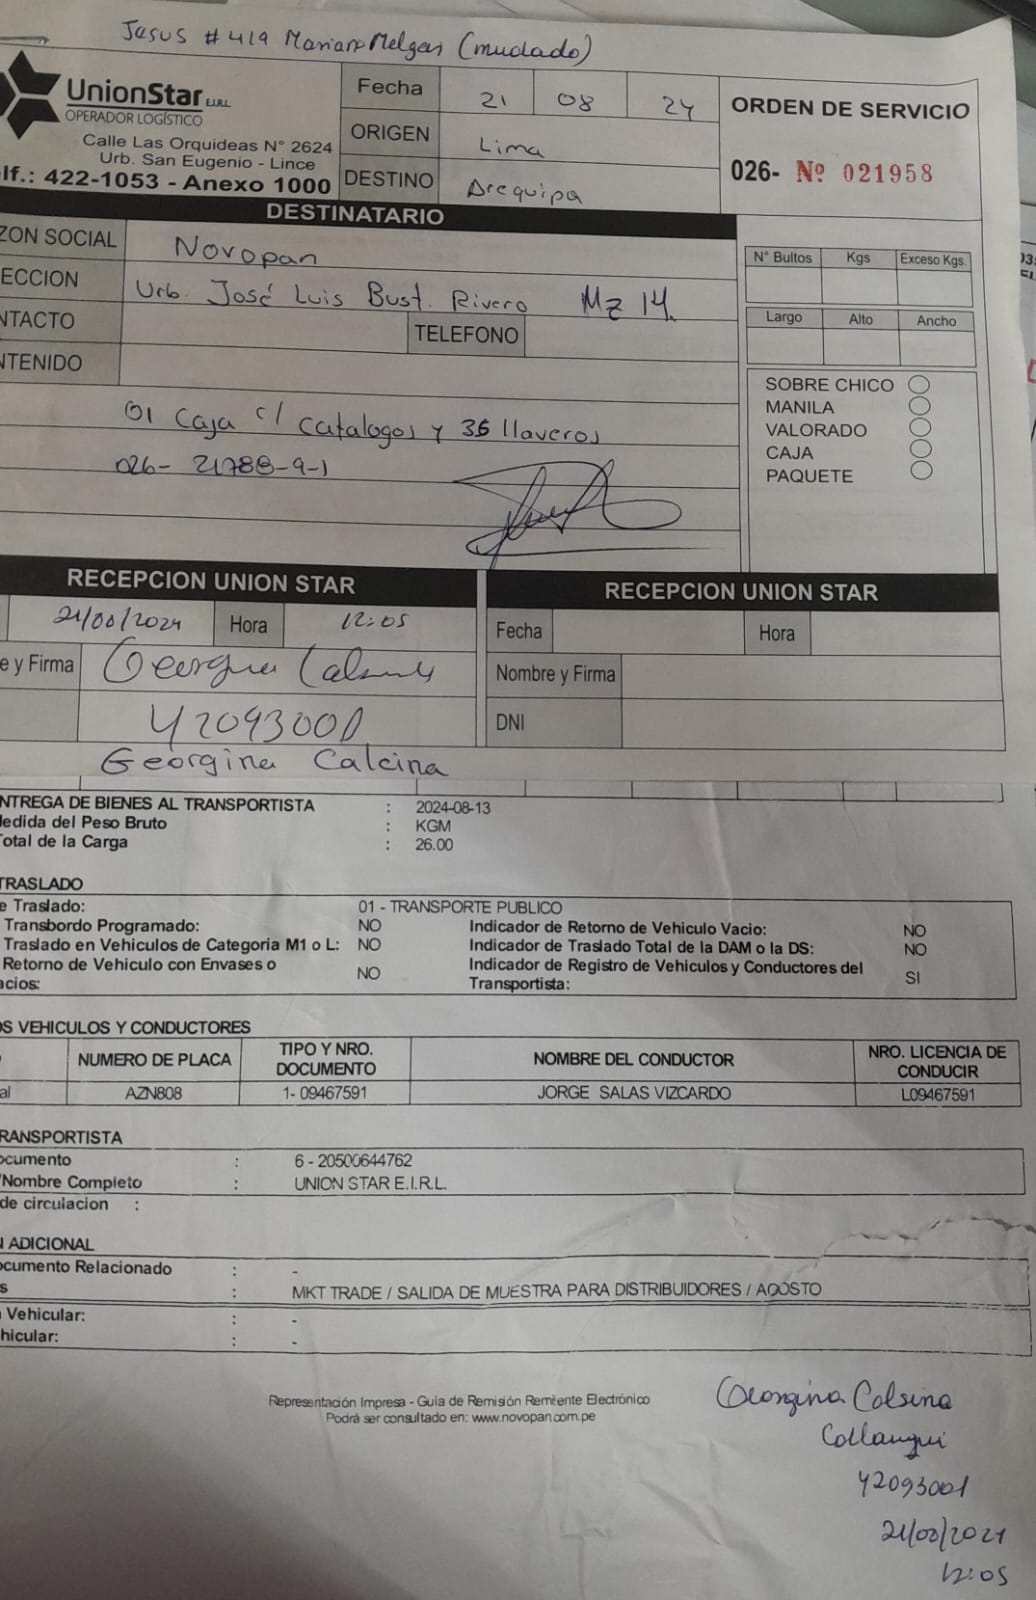 Jesus # 419 Mariano Melgar (mudado)
UnionStar E.I.R.L.
OPERADOR LOGÍSTICO
Calle Las Orquideas N° 2624
Urb. San Eugenio - Lince
lf.: 422-1053 - Anexo 1000
Fecha 21 08 24
ORIGEN Lima
DESTINO Arequipa
ORDEN DE SERVICIO
026- Nº 021958
DESTINATARIO
ZON SOCIAL Novopan
ECCION Urb. José Luis Bust. Rivero Mz 14.
NTACTO TELEFONO
NTENIDO
01 Caja c/ catalogos y 36 llaveros
026- 21788-9-1
N° Bultos Kgs Exceso Kgs.
Largo Alto Ancho
SOBRE CHICO
MANILA
VALORADO
CAJA
PAQUETE
RECEPCION UNION STAR
21/08/2024 Hora 12:05
e y Firma Georgina Calsina
42093001
Georgina Calcina
RECEPCION UNION STAR
Fecha Hora
Nombre y Firma
DNI
NTREGA DE BIENES AL TRANSPORTISTA : 2024-08-13
edida del Peso Bruto : KGM
otal de la Carga : 26.00
TRASLADO
e Traslado: 01 - TRANSPORTE PUBLICO
Transbordo Programado: NO Indicador de Retorno de Vehiculo Vacio: NO
Traslado en Vehiculos de Categoria M1 o L: NO Indicador de Traslado Total de la DAM o la DS: NO
Retorno de Vehiculo con Envases o NO Indicador de Registro de Vehiculos y Conductores del SI
acios: Transportista:
OS VEHICULOS Y CONDUCTORES
NUMERO DE PLACA TIPO Y NRO. DOCUMENTO NOMBRE DEL CONDUCTOR NRO. LICENCIA DE CONDUCIR
al AZN808 1- 09467591 JORGE SALAS VIZCARDO L09467591
RANSPORTISTA
ocumento : 6 - 20500644762
/Nombre Completo : UNION STAR E.I.R.L.
de circulacion :
N ADICIONAL
ocumento Relacionado : -
s : MKT TRADE / SALIDA DE MUESTRA PARA DISTRIBUIDORES / AGOSTO
Vehicular: : -
hicular: : -
Representación Impresa - Guia de Remisión Remitente Electrónico
Podrá ser consultado en: www.novopan.com.pe
Georgina Calsina
Collanqui
42093001
21/08/2024
12:05